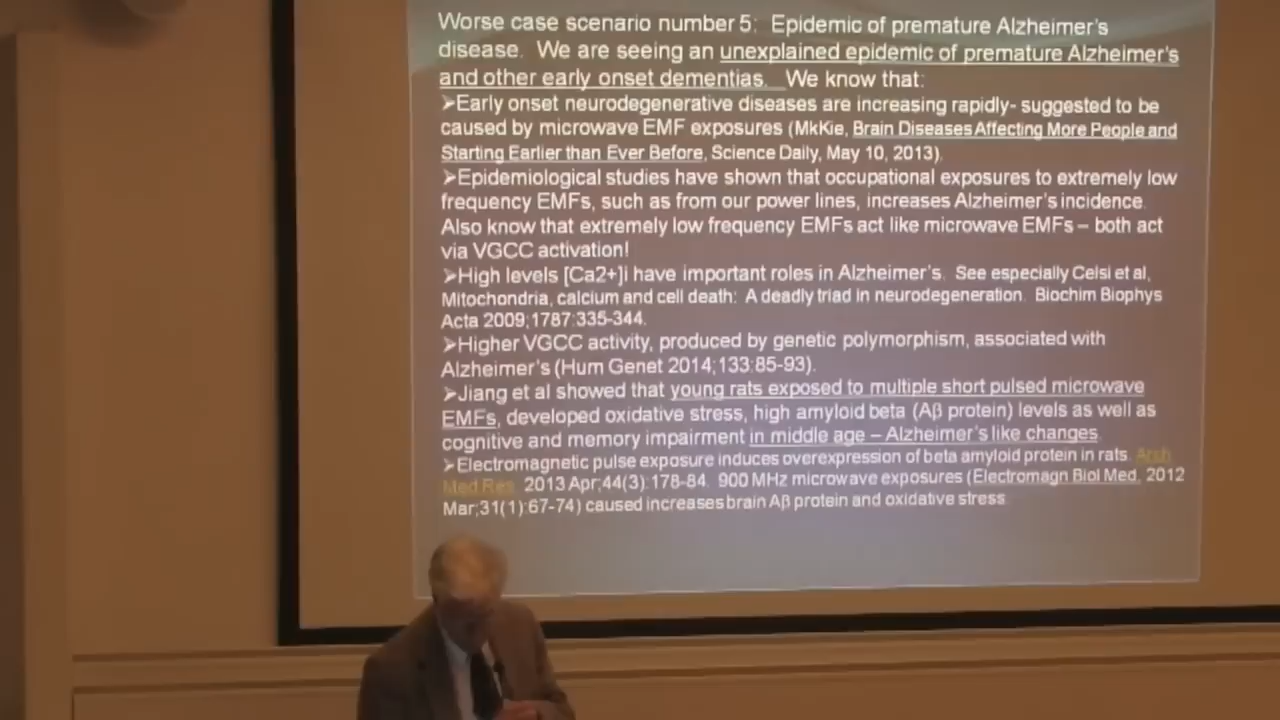 Worse case scenario number 5: Epidemic of premature Alzheimer's
disease. We are seeing an unexplained epidemic of premature Alzheimer's
and other early onset dementias. We know that:
➢Early onset neurodegenerative diseases are increasing rapidly- suggested to be
caused by microwave EMF exposures (MkKie, Brain Diseases Affecting More People and
Starting Earlier than Ever Before, Science Daily, May 10, 2013).
➢Epidemiological studies have shown that occupational exposures to extremely low
frequency EMFs, such as from our power lines, increases Alzheimer's incidence.
Also know that extremely low frequency EMFs act like microwave EMFs – both act
via VGCC activation!
➢High levels [Ca2+]i have important roles in Alzheimer's. See especially Celsi et al,
Mitochondria, calcium and cell death: A deadly triad in neurodegeneration. Biochim Biophys
Acta 2009;1787:335-344.
➢Higher VGCC activity, produced by genetic polymorphism, associated with
Alzheimer's (Hum Genet 2014;133:85-93).
➢Jiang et al showed that young rats exposed to multiple short pulsed microwave
EMFs, developed oxidative stress, high amyloid beta (Aβ protein) levels as well as
cognitive and memory impairment in middle age – Alzheimer's like changes.
➢Electromagnetic pulse exposure induces overexpression of beta amyloid protein in rats. Arch
Med Res. 2013 Apr;44(3):178-84. 900 MHz microwave exposures (Electromagn Biol Med, 2012
Mar;31(1):67-74) caused increases brain Aβ protein and oxidative stress